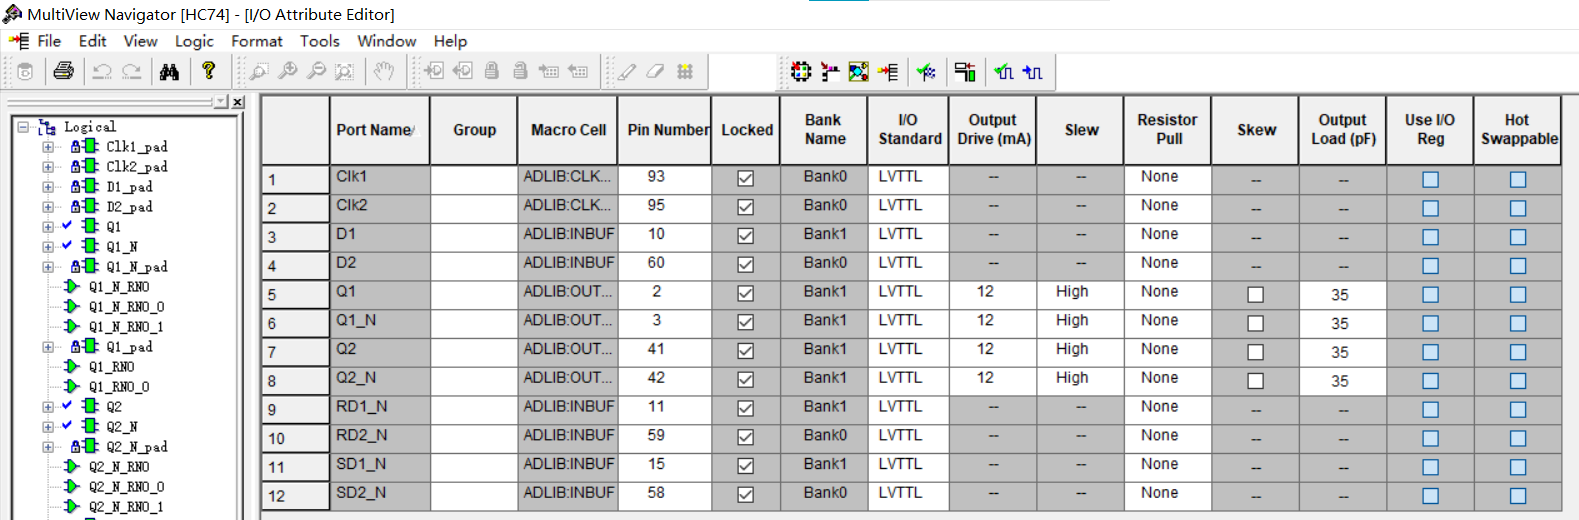 MultiView Navigator [HC74] - [I/O Attribute Editor]
File Edit View Logic Format Tools Window Help
Logical
Clk1_pad
Clk2_pad
D1_pad
D2_pad
Q1
Q1_N
Q1_N_pad
Q1_N_RNO
Q1_N_RNO_0
Q1_N_RNO_1
Q1_pad
Q1_RNO
Q1_RNO_0
Q2
Q2_N
Q2_N_pad
Q2_N_RNO
Q2_N_RNO_0
Q2_N_RNO_1
Port Name Group Macro Cell Pin Number Locked Bank Name I/O Standard Output Drive (mA) Slew Resistor Pull Skew Output Load (pF) Use I/O Reg Hot Swappable
1 Clk1 ADLIB:CLK... 93 Bank0 LVTTL -- -- None -- --
2 Clk2 ADLIB:CLK... 95 Bank0 LVTTL -- -- None -- --
3 D1 ADLIB:INBUF 10 Bank1 LVTTL -- -- None -- --
4 D2 ADLIB:INBUF 60 Bank0 LVTTL -- -- None -- --
5 Q1 ADLIB:OUT... 2 Bank1 LVTTL 12 High None 35
6 Q1_N ADLIB:OUT... 3 Bank1 LVTTL 12 High None 35
7 Q2 ADLIB:OUT... 41 Bank1 LVTTL 12 High None 35
8 Q2_N ADLIB:OUT... 42 Bank1 LVTTL 12 High None 35
9 RD1_N ADLIB:INBUF 11 Bank1 LVTTL -- -- None -- --
10 RD2_N ADLIB:INBUF 59 Bank0 LVTTL -- -- None -- --
11 SD1_N ADLIB:INBUF 15 Bank1 LVTTL -- -- None -- --
12 SD2_N ADLIB:INBUF 58 Bank0 LVTTL -- -- None -- --